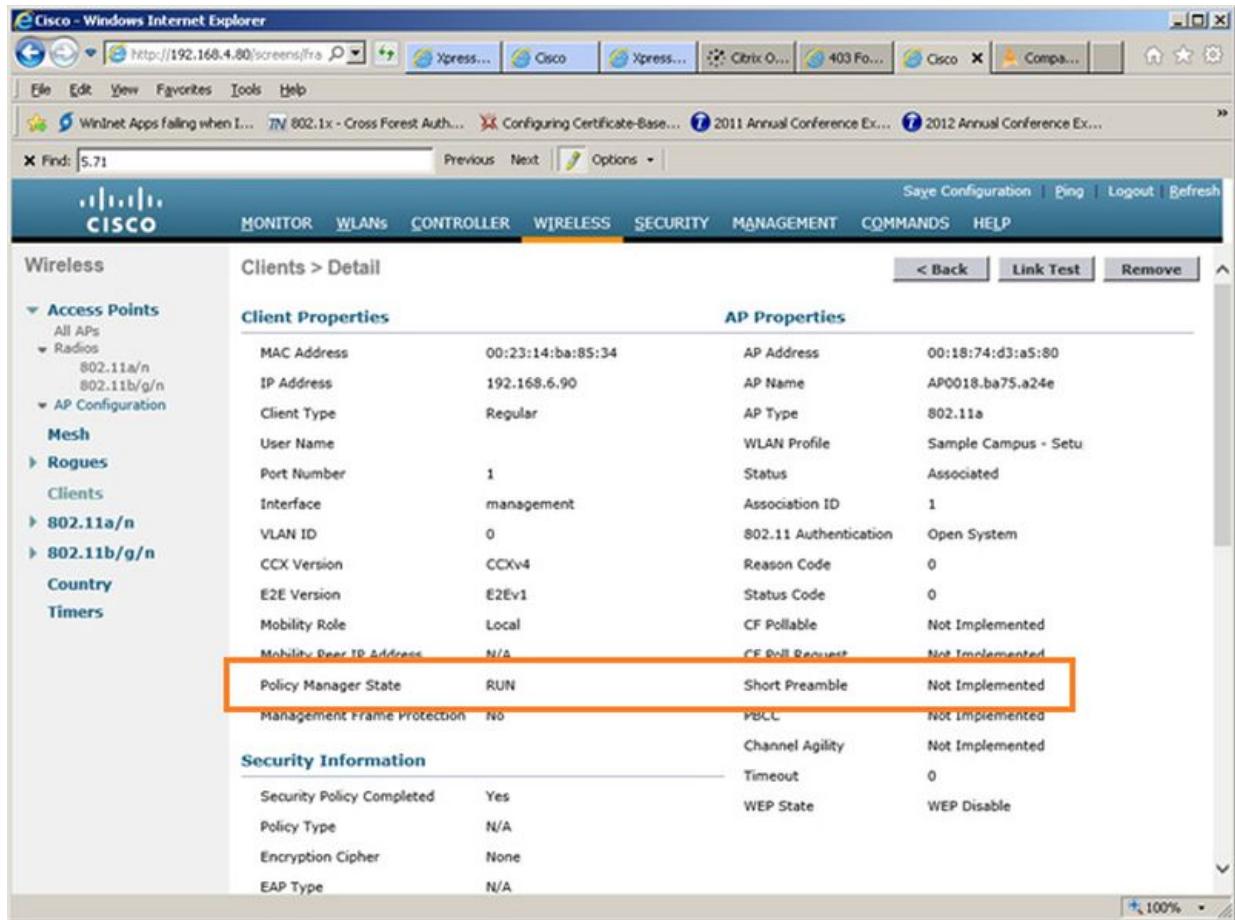 Cisco - Windows Internet Explorer
http://192.168.4.80/screens/fra
Xpress...
Cisco
Xpress...
Citrix O...
403 Fo...
Cisco
Compa...
File Edit View Favorites Tools Help
WinInet Apps failing when I...
802.1x - Cross Forest Auth...
Configuring Certificate-Base...
2011 Annual Conference Ex...
2012 Annual Conference Ex...
Find: 5.71 Previous Next Options
Save Configuration Ping Logout Refresh
CISCO
MONITOR WLANs CONTROLLER WIRELESS SECURITY MANAGEMENT COMMANDS HELP
Wireless
Access Points
All APs
Radios
802.11a/n
802.11b/g/n
AP Configuration
Mesh
Rogues
Clients
802.11a/n
802.11b/g/n
Country
Timers
Clients > Detail
< Back Link Test Remove
Client Properties
MAC Address 00:23:14:ba:85:34
IP Address 192.168.6.90
Client Type Regular
User Name
Port Number 1
Interface management
VLAN ID 0
CCX Version CCXv4
E2E Version E2Ev1
Mobility Role Local
Mobility Peer IP Address N/A
Policy Manager State RUN
Management Frame Protection No
Security Information
Security Policy Completed Yes
Policy Type N/A
Encryption Cipher None
EAP Type N/A
AP Properties
AP Address 00:18:74:d3:a5:80
AP Name AP0018.ba75.a24e
AP Type 802.11a
WLAN Profile Sample Campus - Setu
Status Associated
Association ID 1
802.11 Authentication Open System
Reason Code 0
Status Code 0
CF Pollable Not Implemented
CF Poll Request Not Implemented
Short Preamble Not Implemented
PBCC Not Implemented
Channel Agility Not Implemented
Timeout 0
WEP State WEP Disable
100%